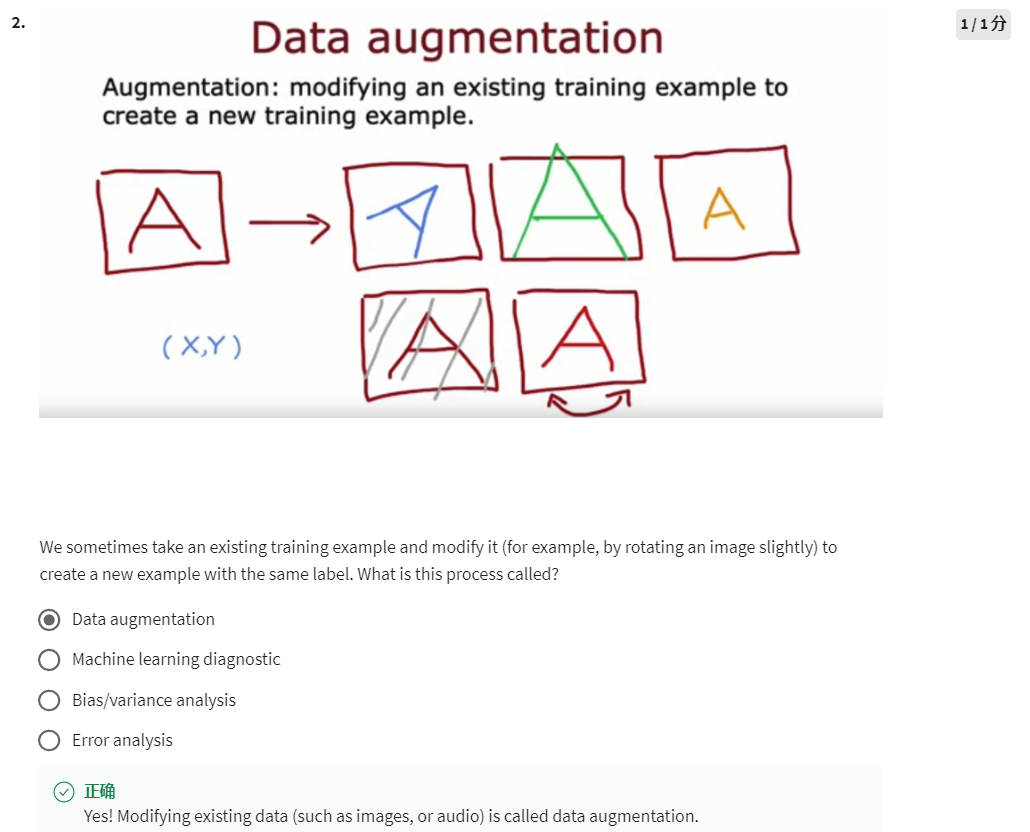 2.
1 / 1 分
Data augmentation
Augmentation: modifying an existing training example to
create a new training example.
A
A
A
A
(X,Y)
A
A
We sometimes take an existing training example and modify it (for example, by rotating an image slightly) to
create a new example with the same label. What is this process called?
Data augmentation
Machine learning diagnostic
Bias/variance analysis
Error analysis
正确
Yes! Modifying existing data (such as images, or audio) is called data augmentation.